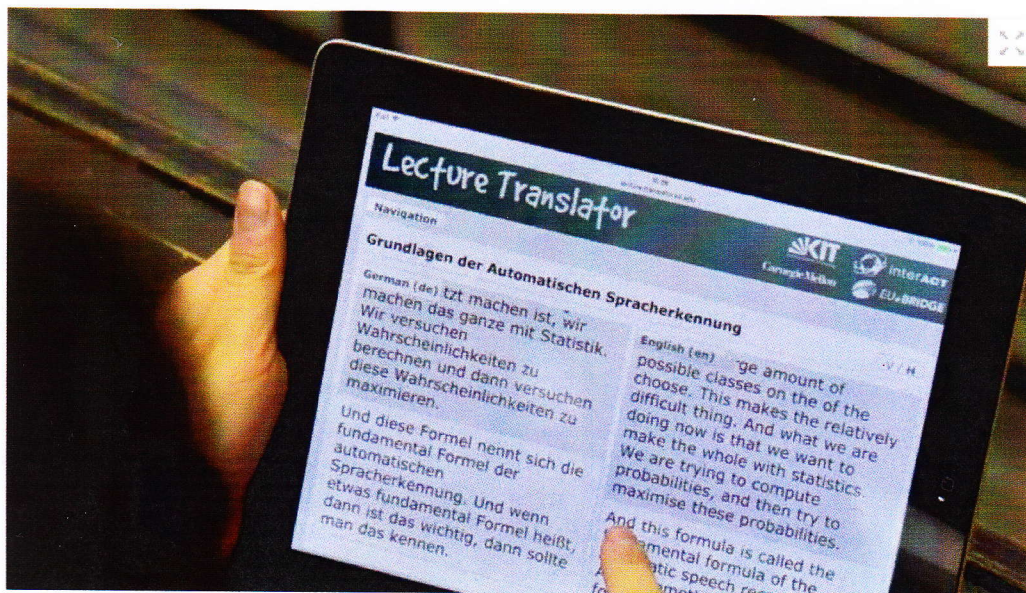 Lecture Translator
KIT
Carnegie Mellon
interACT
EU-BRIDGE
Navigation
Grundlagen der Automatischen Spracherkennung
German (de)
tzt machen ist, wir
machen das ganze mit Statistik.
Wir versuchen
Wahrscheinlichkeiten zu
berechnen und dann versuchen
diese Wahrscheinlichkeiten zu
maximieren.
Und diese Formel nennt sich die
fundamental Formel der
automatischen
Spracherkennung. Und wenn
etwas fundamental Formel heißt,
dann ist das wichtig, dann sollte
man das kennen.
English (en)
ge amount of
possible classes on the of the
choose. This makes the relatively
difficult thing. And what we are
doing now is that we want to
make the whole with statistics.
We are trying to compute
probabilities, and then try to
maximise these probabilities.
And this formula is called the
mental formula of the
atic speech